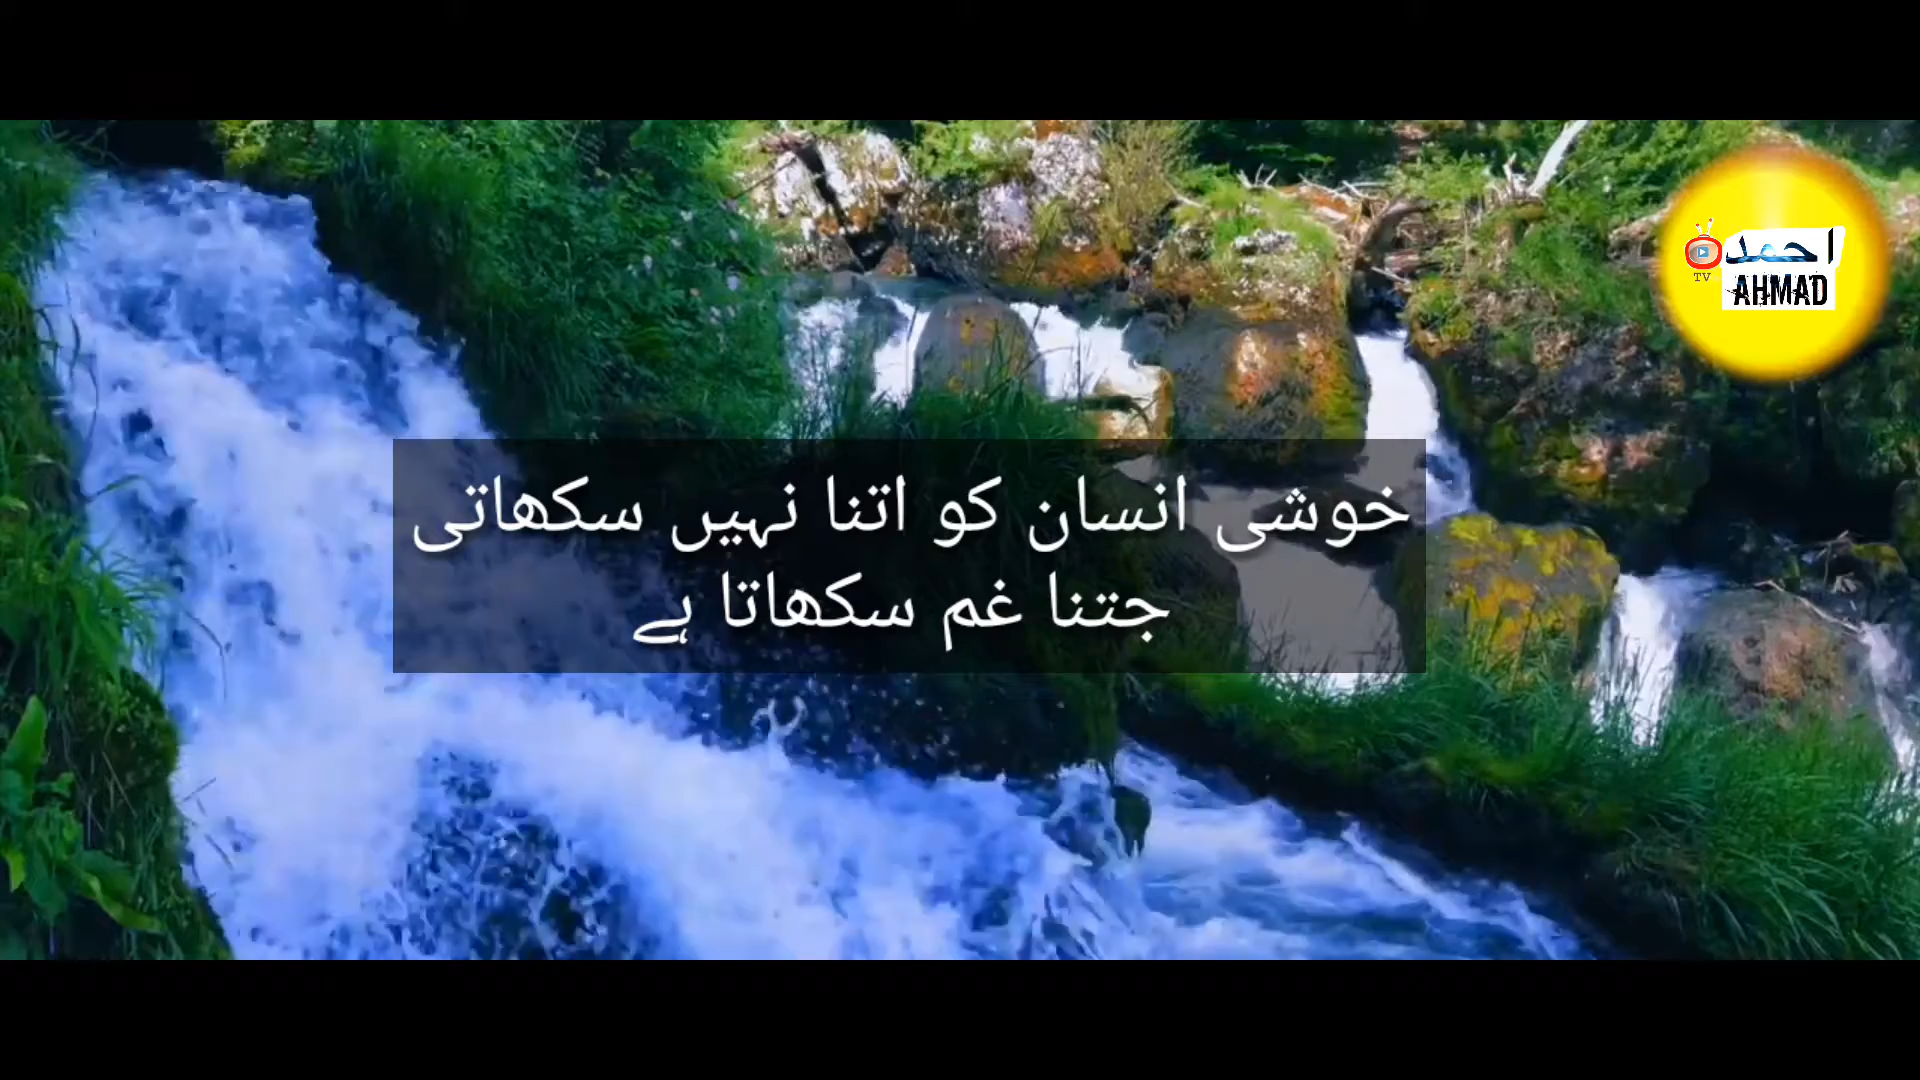 احمد
TV
AHMAD
خوشی انسان کو اتنا نہیں سکھاتی
جتنا غم سکھاتا ہے